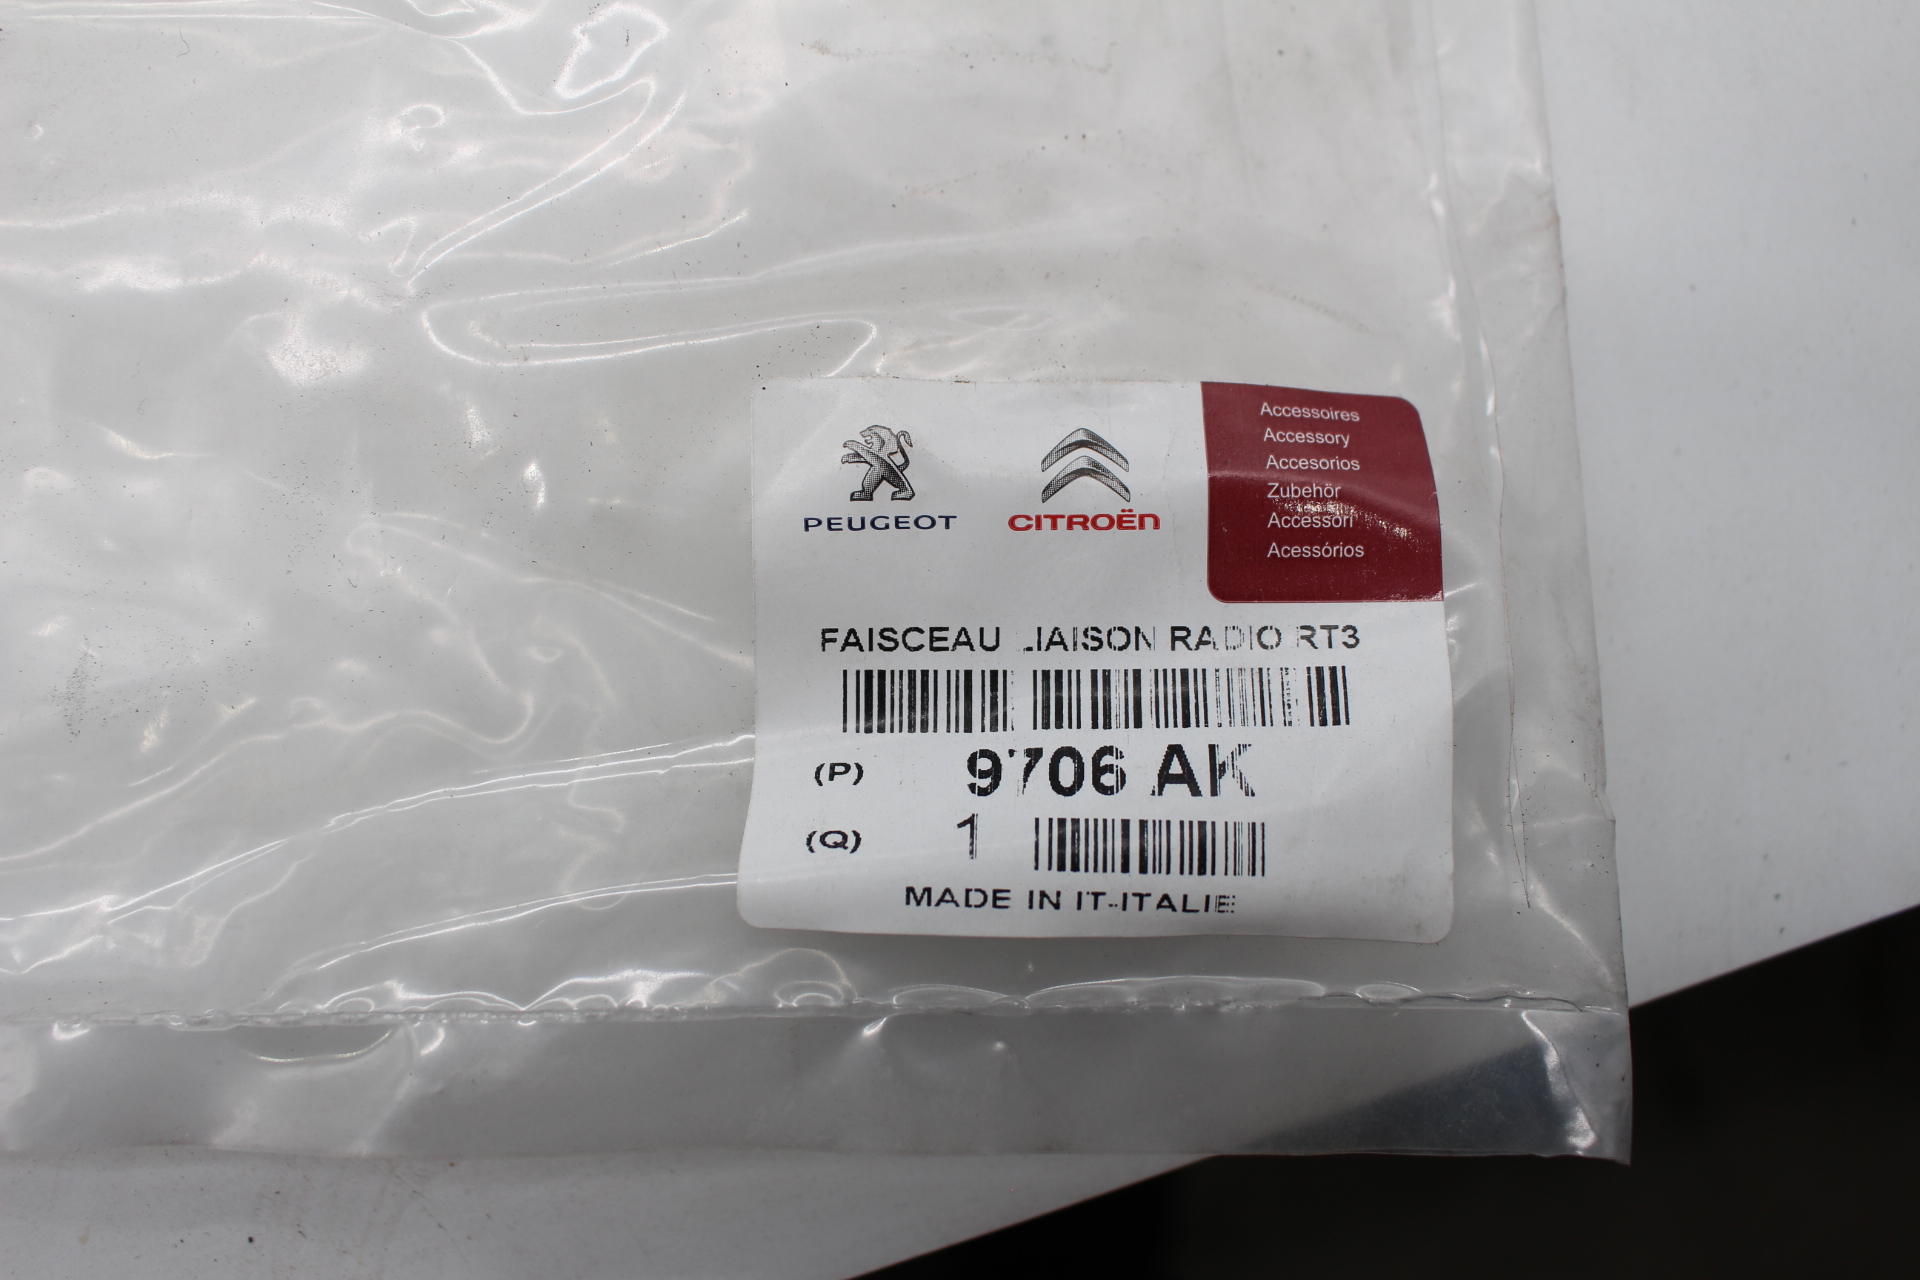 PEUGEOT
CITROËN
Accessoires
Accessory
Accesorios
Zubehör
Accessori
Acessórios
FAISCEAU LIAISON RADIO RT3
(P) 9706 AK
(Q) 1
MADE IN IT-ITALIE